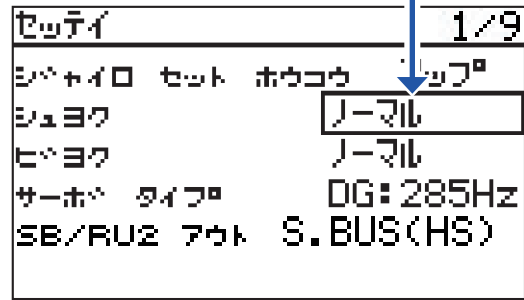 セッテイ 1/9
ジャイロ セット ホウコウ ップ
シュヨク ノーマル
ビヨク ノーマル
サーボ タイプ DG:285Hz
SB/RU2 アウト S.BUS(HS)